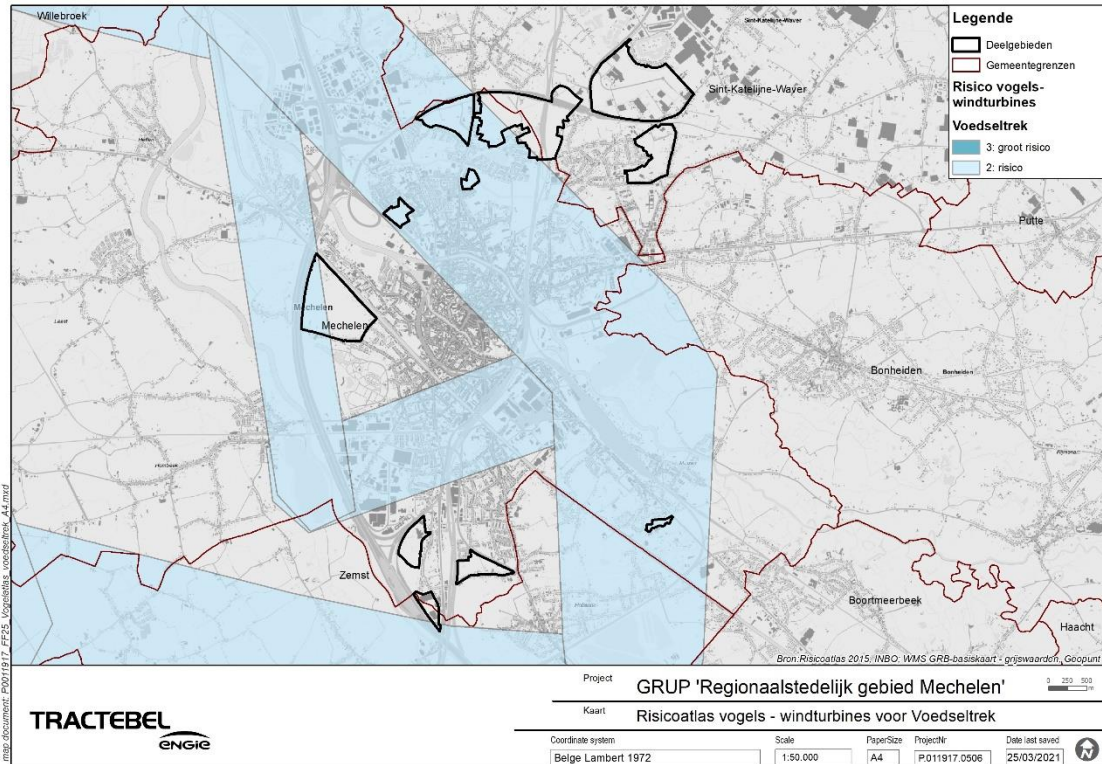 Willebroek
Sint-Katelijne-Waver
Sint-Katelijne-Waver
Legende
Deelgebieden
Gemeentegrenzen
Risico vogels-
windturbines
Voedseltrek
3: groot risico
2: risico
Putte
Mechelen
Mechelen
Bonheiden
Bonheiden
Zemst
Boortmeerbeek
Haacht
Bron:Risicoatlas 2015, INBO; WMS GRB-basiskaart - grijswaarden, Geopunt
map document: P0011917_FF25_Vogelatlas_voedseltrek_A4.mxd
TRACTEBEL
ENGIE
Project
GRUP 'Regionaalstedelijk gebied Mechelen'
0 250 500
m
Kaart
Risicoatlas vogels - windturbines voor Voedseltrek
Coordinate system
Scale
PaperSize
ProjectNr
Date last saved
Belge Lambert 1972
1:50.000
A4
P.011917.0506
25/03/2021
N